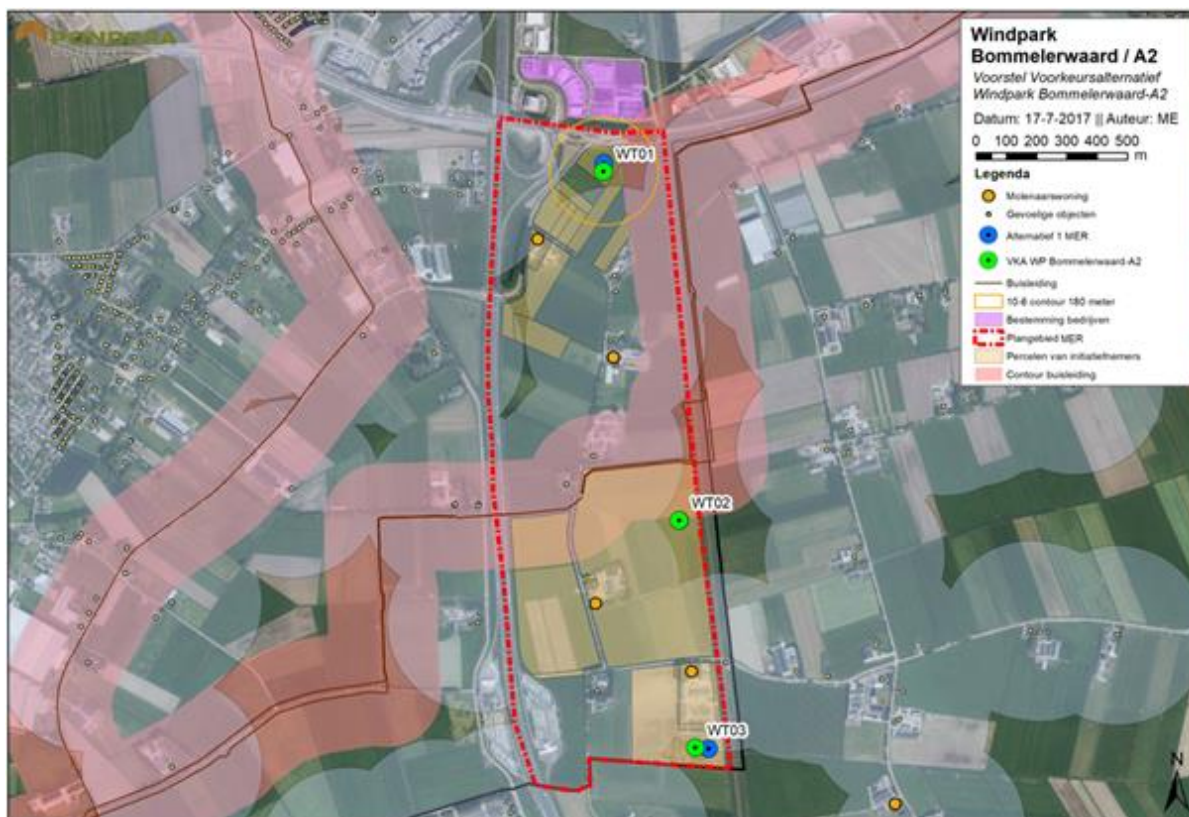 PONDERA
Windpark
Bommelerwaard / A2
Voorstel Voorkeursalternatief
Windpark Bommelerwaard-A2
Datum: 17-7-2017 || Auteur: ME
0 100 200 300 400 500
m
Legenda
Molenaarswoning
Gevoelige objecten
Alternatief 1 MER
VKA WP Bommelerwaard-A2
Buisleiding
10-6 contour 180 meter
Bestemming bedrijven
Plangebied MER
Percelen van initiatiefnemers
Contour buisleiding
WT01
WT02
WT03
N